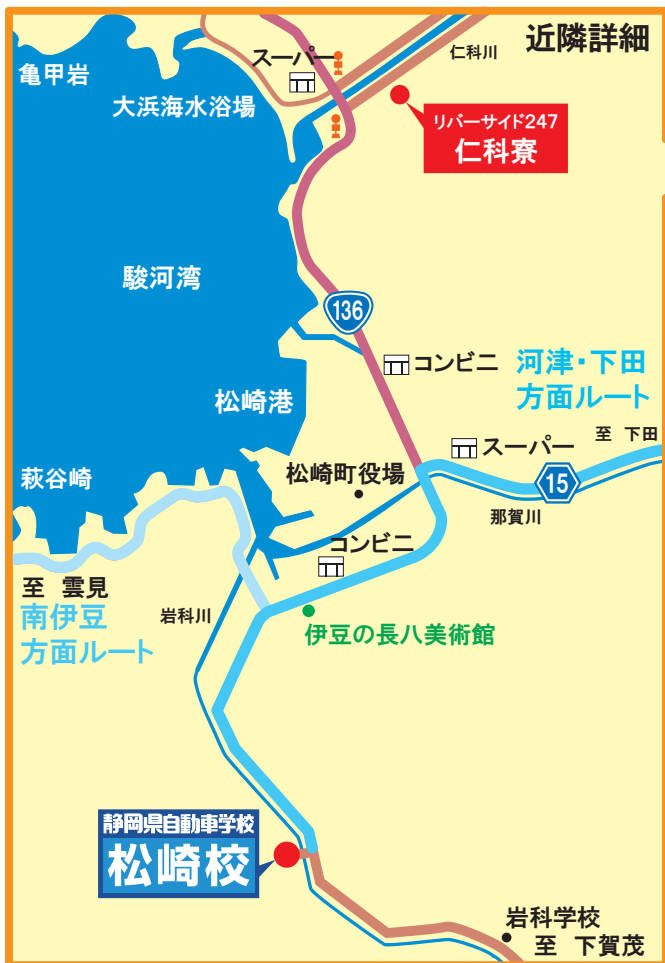 近隣詳細
スーパー
仁科川
亀甲岩
大浜海水浴場
リバーサイド247
仁科寮
駿河湾
136
コンビニ
河津・下田
方面ルート
松崎港
スーパー
至 下田
萩谷崎
松崎町役場
15
那賀川
コンビニ
至 雲見
南伊豆
方面ルート
岩科川
伊豆の長八美術館
静岡県自動車学校
松崎校
岩科学校
至 下賀茂